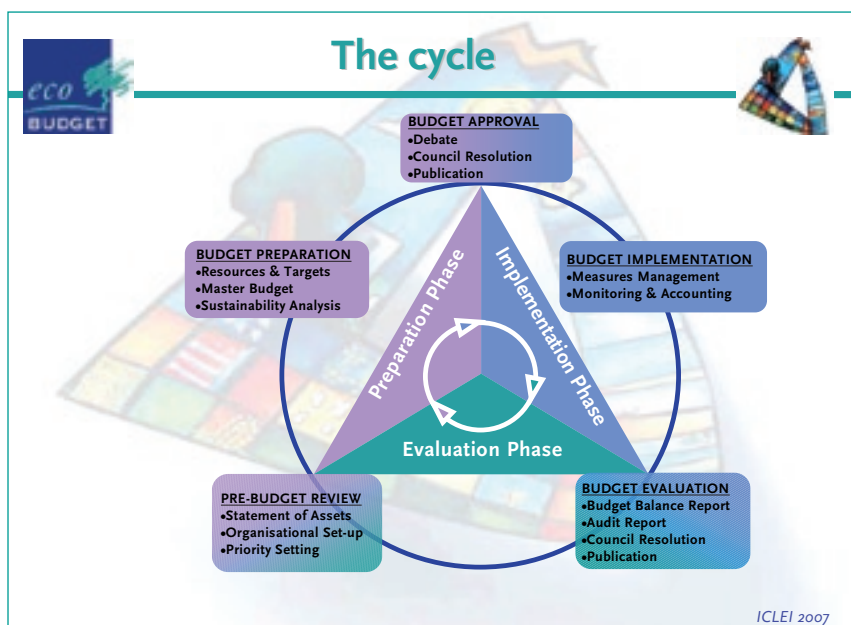 The cycle
eco
BUDGET
BUDGET APPROVAL
•Debate
•Council Resolution
•Publication
BUDGET PREPARATION
•Resources & Targets
•Master Budget
•Sustainability Analysis
BUDGET IMPLEMENTATION
•Measures Management
•Monitoring & Accounting
Preparation Phase
Implementation Phase
Evaluation Phase
PRE-BUDGET REVIEW
•Statement of Assets
•Organisational Set-up
•Priority Setting
BUDGET EVALUATION
•Budget Balance Report
•Audit Report
•Council Resolution
•Publication
ICLEI 2007